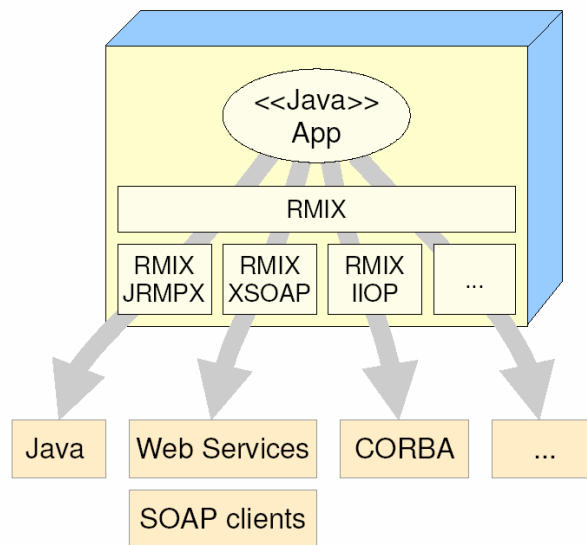 <<Java>>
App
RMIX
RMIX
JRMPX
RMIX
XSOAP
RMIX
IIOP
...
Java
Web Services
CORBA
...
SOAP clients